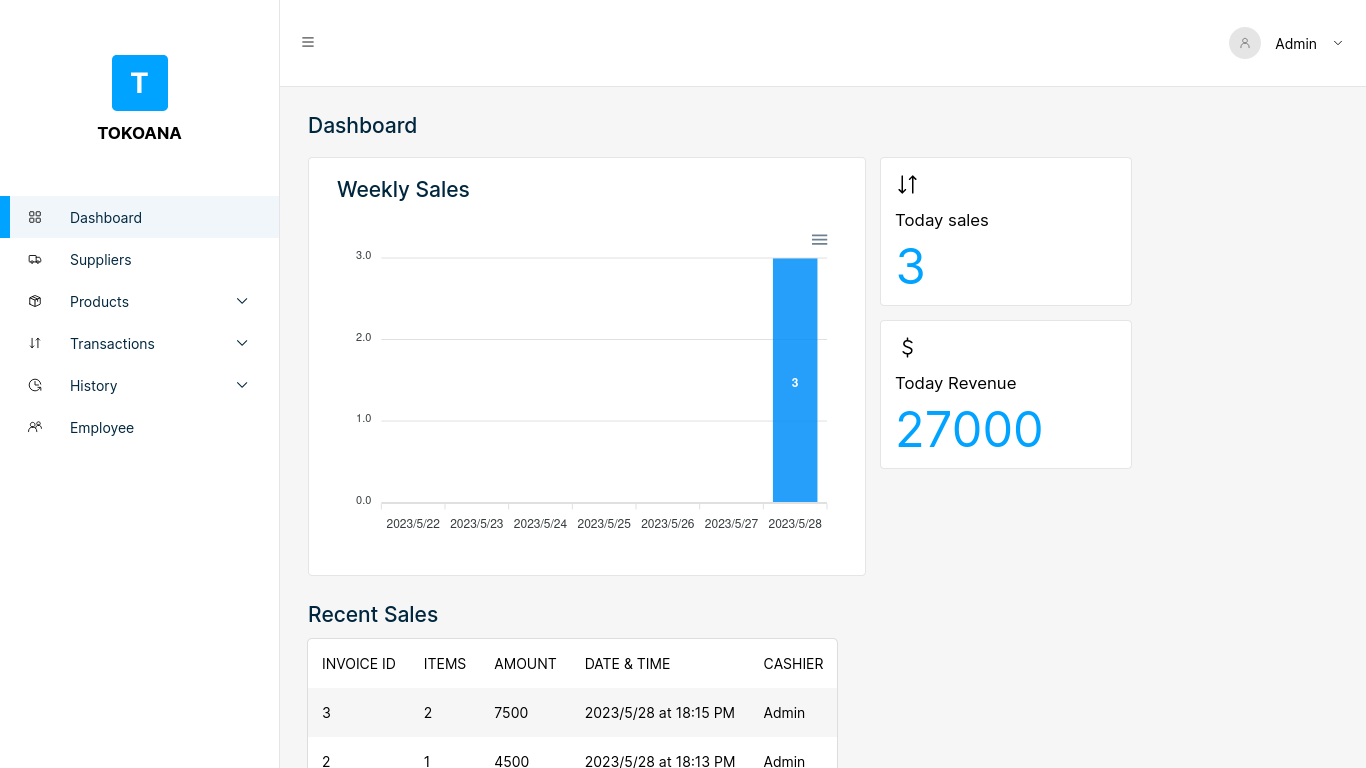 T
TOKOANA
Dashboard
Suppliers
Products
Transactions
History
Employee
Admin
Dashboard
Weekly Sales
3.0
2.0
1.0
0.0
3
2023/5/22 2023/5/23 2023/5/24 2023/5/25 2023/5/26 2023/5/27 2023/5/28
Today sales
3
$
Today Revenue
27000
Recent Sales
INVOICE ID ITEMS AMOUNT DATE & TIME CASHIER
3 2 7500 2023/5/28 at 18:15 PM Admin
2 1 4500 2023/5/28 at 18:13 PM Admin